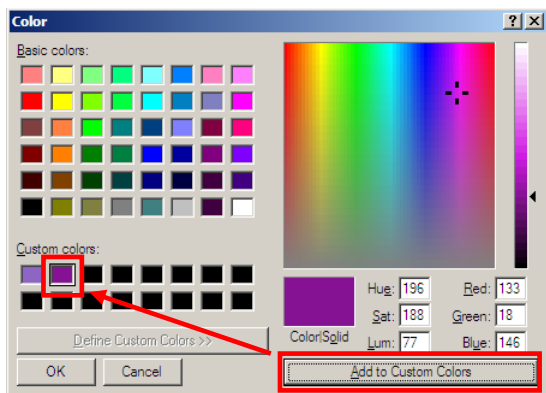 Color
? X
Basic colors:
Custom colors:
Define Custom Colors >>
OK Cancel
Color|Solid
Hue: 196 Red: 133
Sat: 188 Green: 18
Lum: 77 Blue: 146
Add to Custom Colors